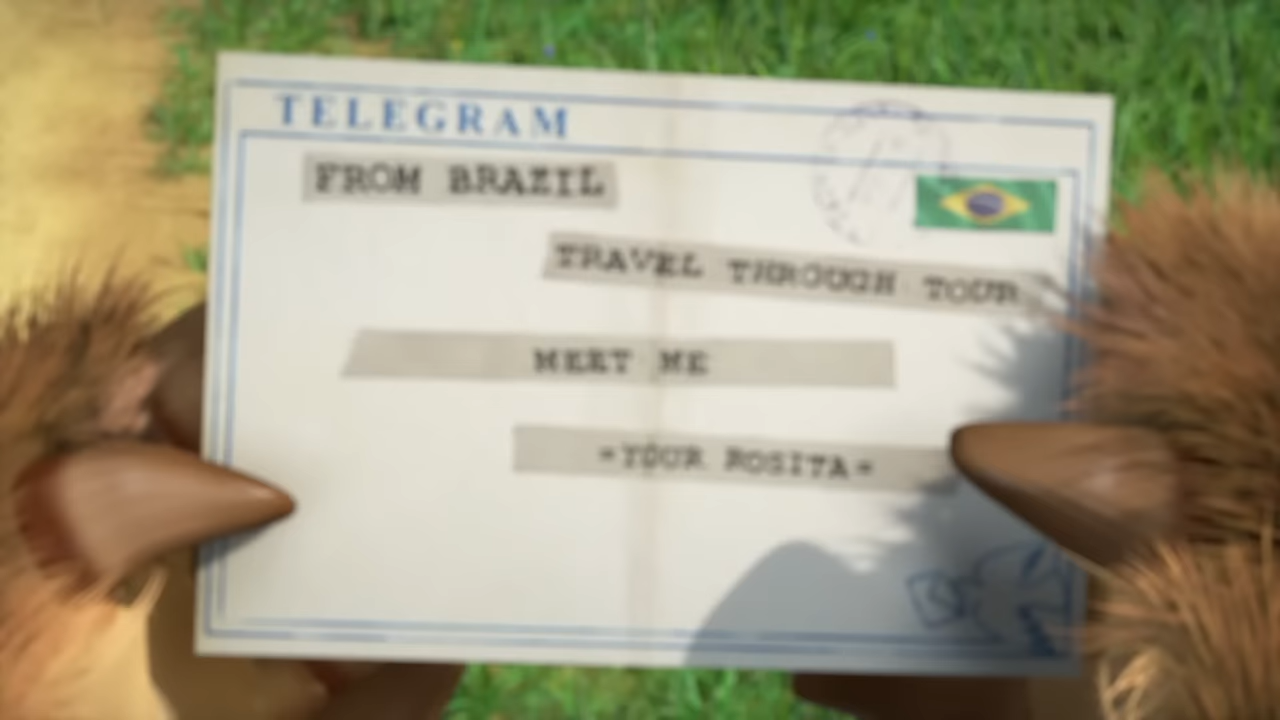 TELEGRAM
FROM BRAZIL
TRAVEL THROUGH TOUR
MEET ME
=YOUR ROSITA=